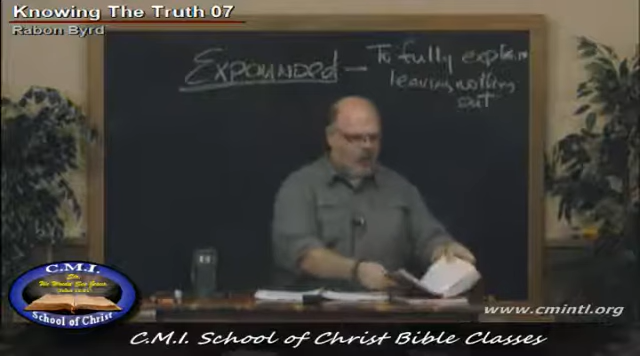 Knowing The Truth 07
Rabon Byrd
Expounded — To fully explain
leaving nothing
out
C.M.I.
School of Christ
www.cmintl.org
C.M.I. School of Christ Bible Classes